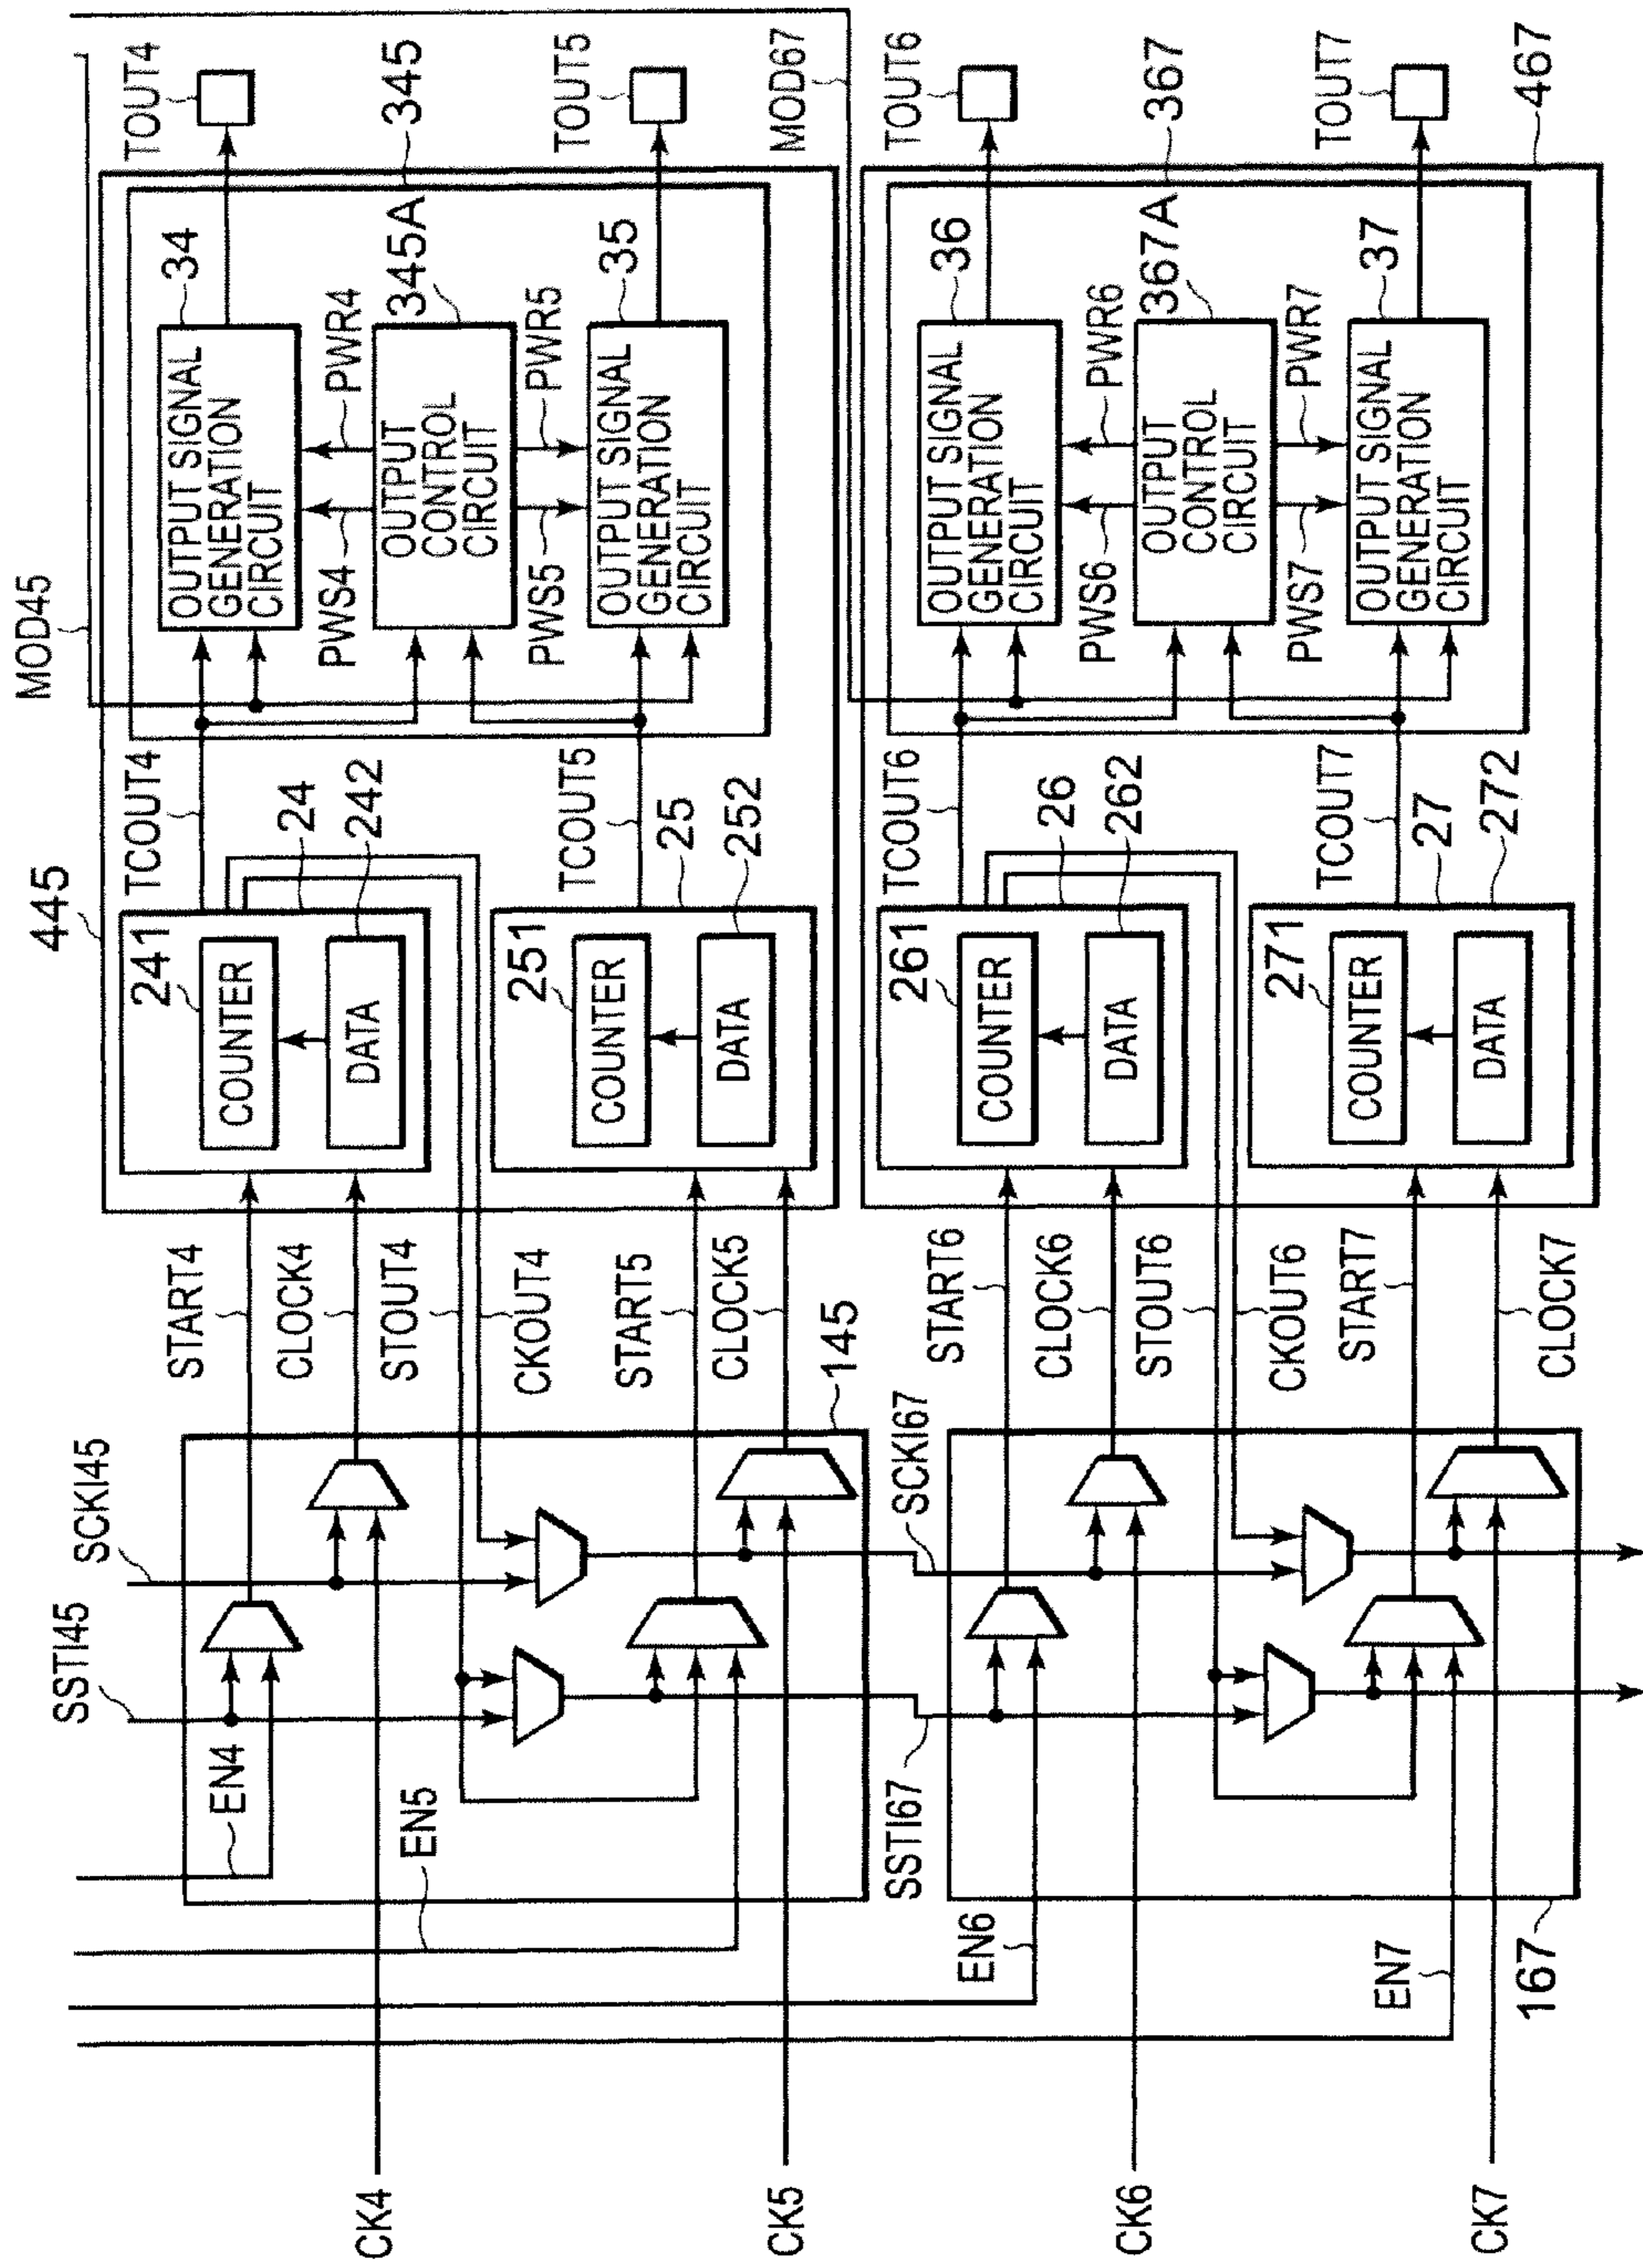 MOD45
TOUT4
345
TOUT5
MOD67
TOUT6
367
TOUT7
467
34
345A
35
36
367A
37
OUTPUT SIGNAL
GENERATION
CIRCUIT
PWR4
PWS4
OUTPUT
CONTROL
CIRCUIT
PWR5
PWS5
OUTPUT SIGNAL
GENERATION
CIRCUIT
OUTPUT SIGNAL
GENERATION
CIRCUIT
PWR6
PWS6
OUTPUT
CONTROL
CIRCUIT
PWR7
PWS7
OUTPUT SIGNAL
GENERATION
CIRCUIT
445
TCOUT4
24
242
TCOUT5
25
252
TCOUT6
26
262
TCOUT7
27
272
241
COUNTER
DATA
251
COUNTER
DATA
261
COUNTER
DATA
271
COUNTER
DATA
START4
CLOCK4
STOUT4
CKOUT4
START5
CLOCK5
145
START6
CLOCK6
STOUT6
CKOUT6
START7
CLOCK7
SCKI45
SSTI45
SCKI67
SSTI67
EN4
EN5
EN6
EN7
167
CK4
CK5
CK6
CK7